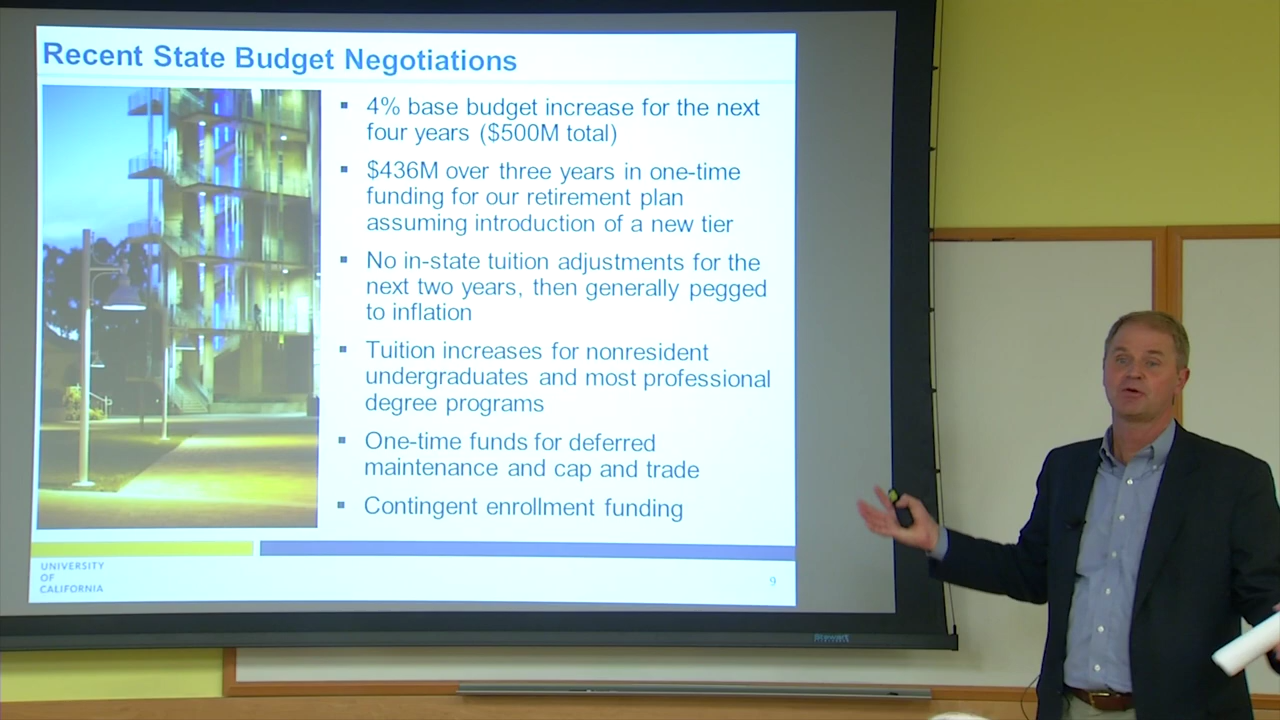 Recent State Budget Negotiations
▪ 4% base budget increase for the next
four years ($500M total)
▪ $436M over three years in one-time
funding for our retirement plan
assuming introduction of a new tier
▪ No in-state tuition adjustments for the
next two years, then generally pegged
to inflation
▪ Tuition increases for nonresident
undergraduates and most professional
degree programs
▪ One-time funds for deferred
maintenance and cap and trade
▪ Contingent enrollment funding
UNIVERSITY
OF
CALIFORNIA
9
Stewart